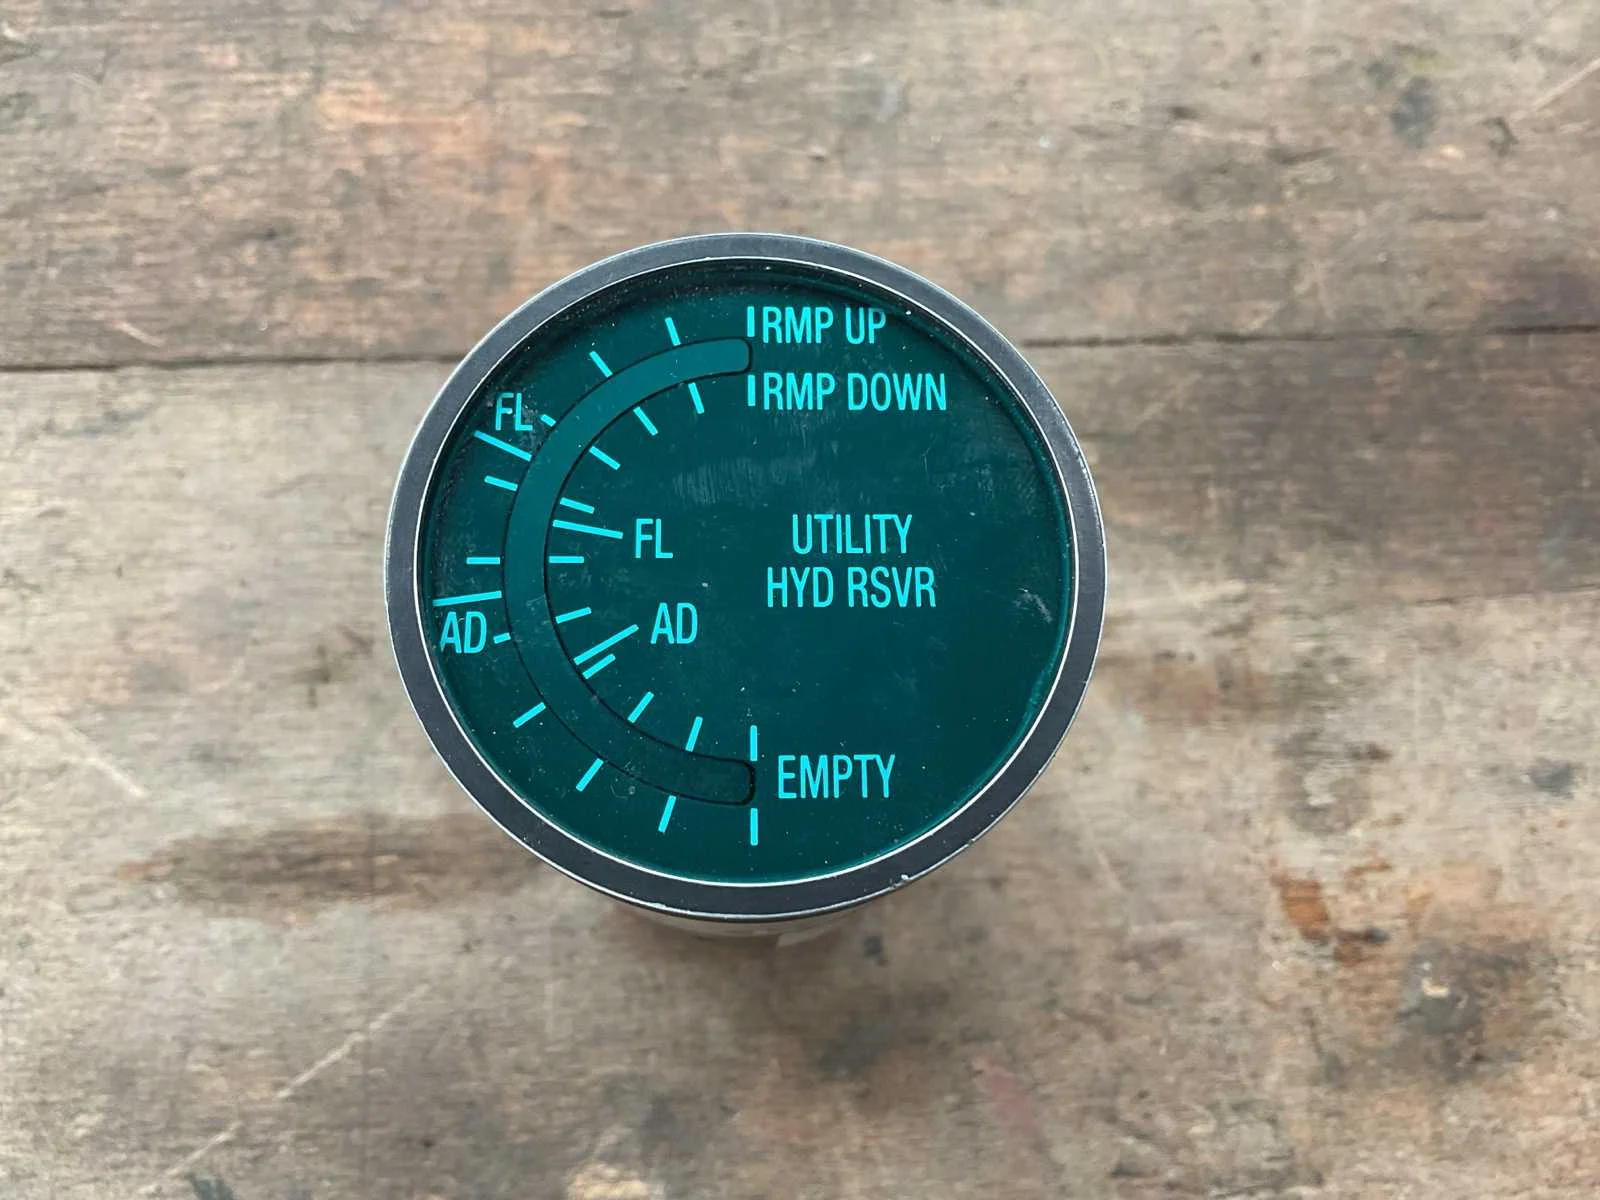 RMP UP
RMP DOWN
FL
FL
UTILITY
HYD RSVR
AD
AD
EMPTY